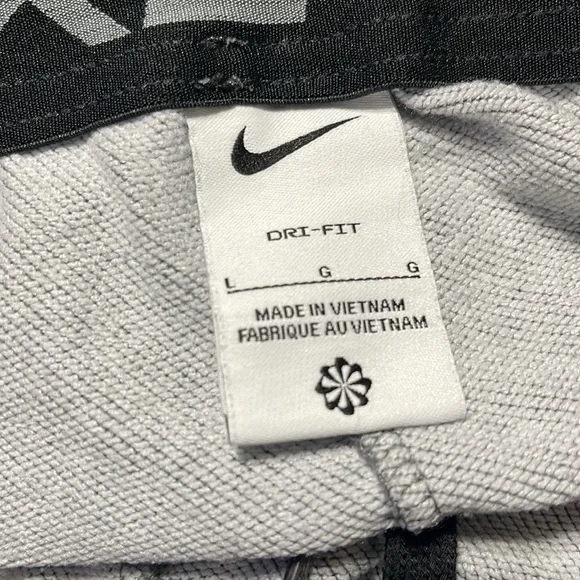 DRI-FIT
L G G
MADE IN VIETNAM
FABRIQUE AU VIETNAM